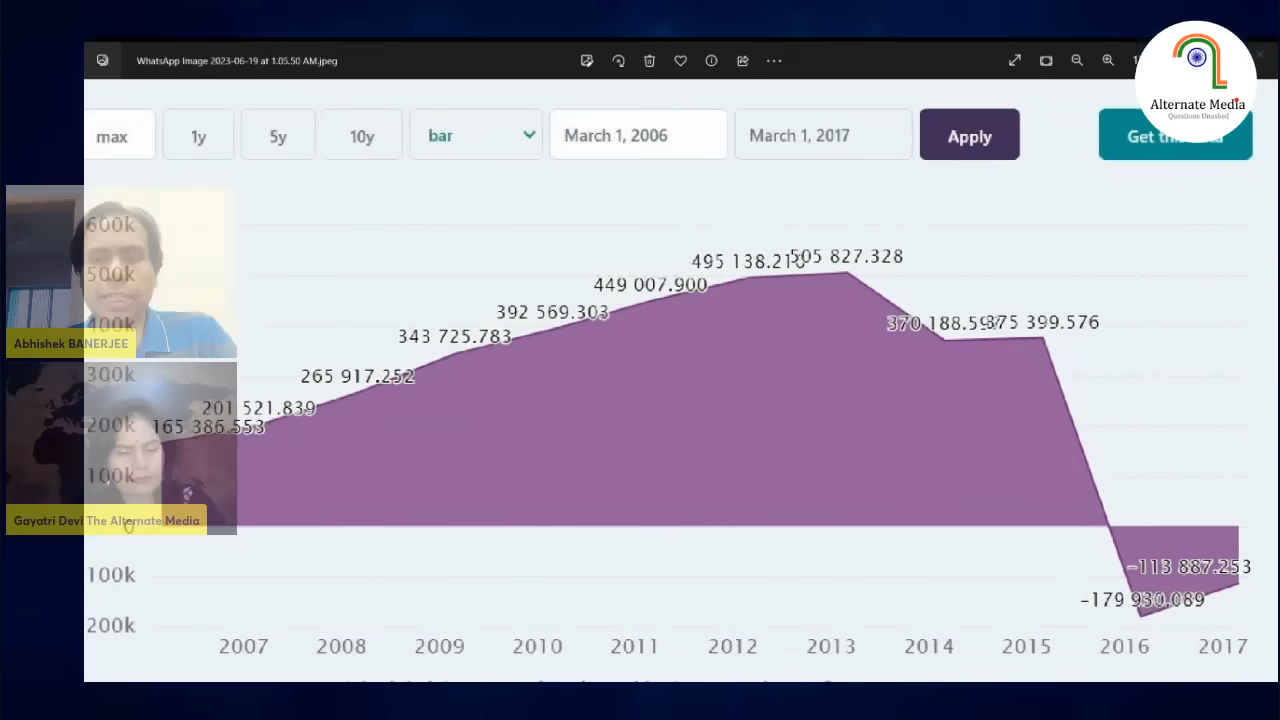 WhatsApp Image 2023-06-19 at 1.05.50 AM.jpeg
Alternate Media
Questions Unasked
max 1y 5y 10y bar March 1, 2006 March 1, 2017 Apply Get
600k
500k
400k
300k
200k
100k
0
100k
200k
165 386.553
201 521.839
265 917.252
343 725.783
392 569.303
449 007.900
495 138.210
505 827.328
370 188.597
375 399.576
-179 930.089
-113 887.253
2007 2008 2009 2010 2011 2012 2013 2014 2015 2016 2017
Abhishek BANERJEE
Gayatri Devi The Alternate Media